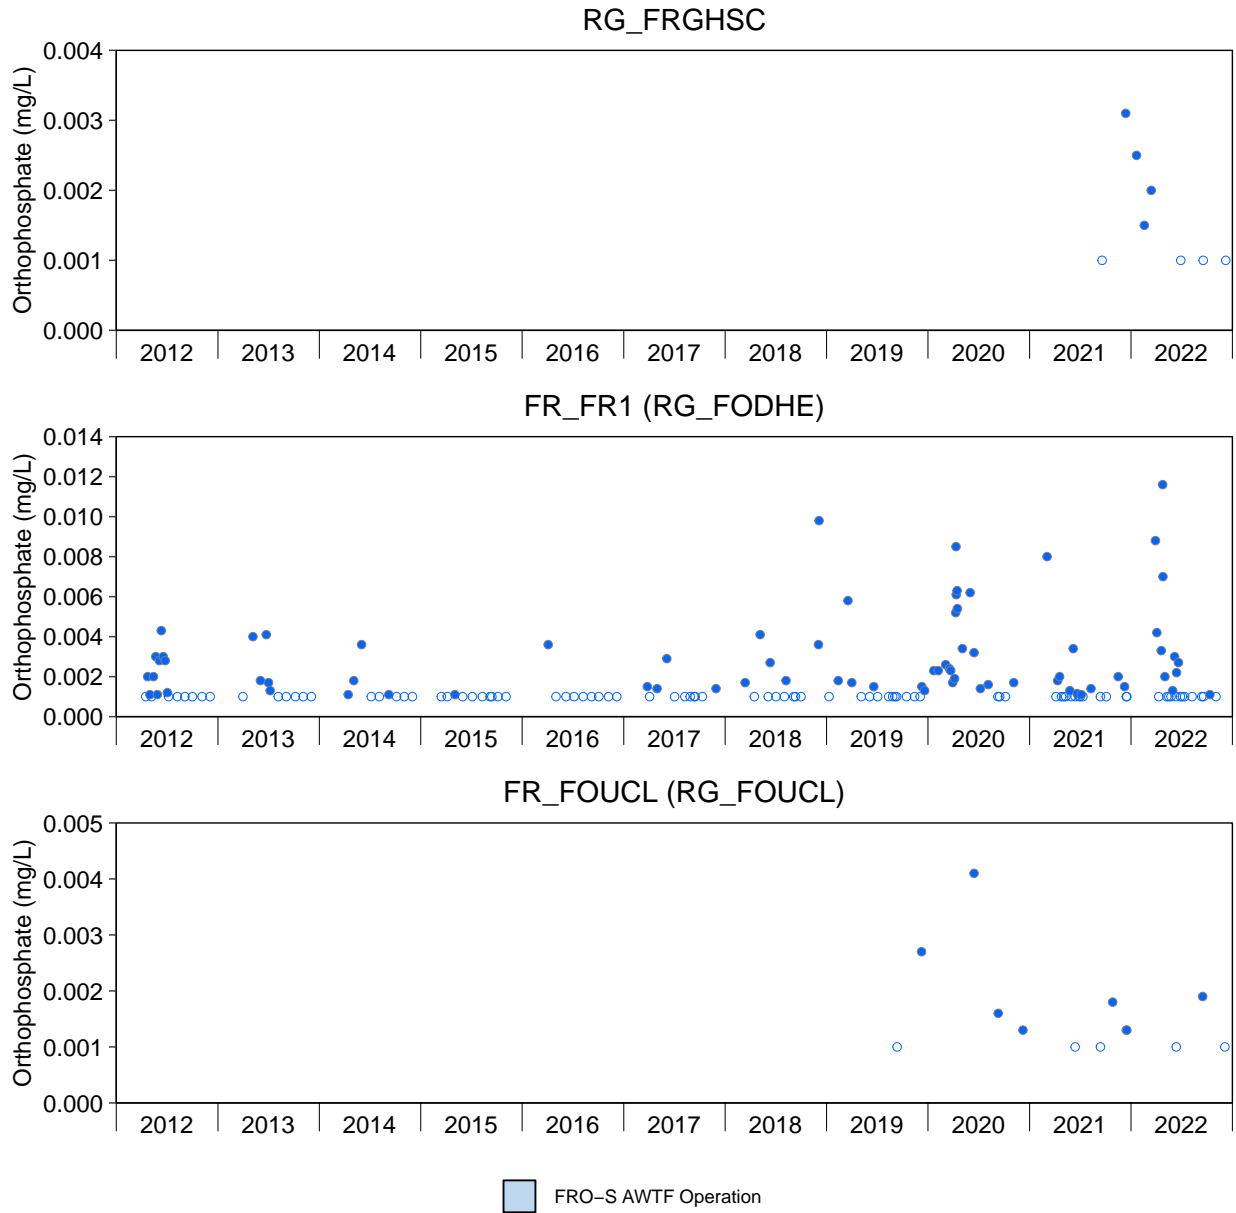 RG_FRGHSC
Orthophosphate (mg/L)
0.004
0.003
0.002
0.001
0.000
2012 2013 2014 2015 2016 2017 2018 2019 2020 2021 2022
FR_FR1 (RG_FODHE)
Orthophosphate (mg/L)
0.014
0.012
0.010
0.008
0.006
0.004
0.002
0.000
2012 2013 2014 2015 2016 2017 2018 2019 2020 2021 2022
FR_FOUCL (RG_FOUCL)
Orthophosphate (mg/L)
0.005
0.004
0.003
0.002
0.001
0.000
2012 2013 2014 2015 2016 2017 2018 2019 2020 2021 2022
FRO−S AWTF Operation